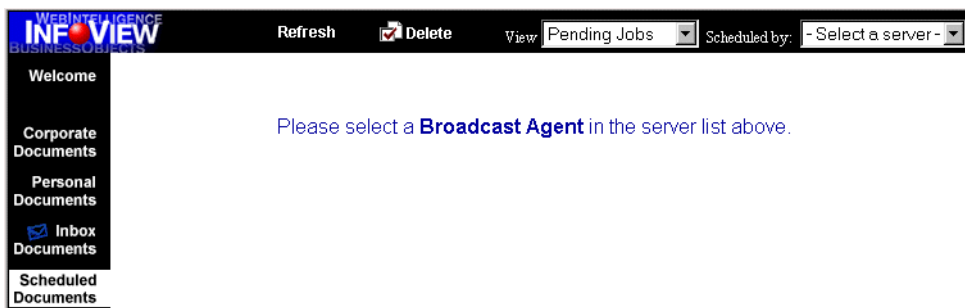 WEBINTELLIGENCE
INFOVIEW
BUSINESSOBJECTS
Refresh Delete View Pending Jobs Scheduled by: - Select a server -
Welcome
Please select a Broadcast Agent in the server list above.
Corporate
Documents
Personal
Documents
Inbox
Documents
Scheduled
Documents